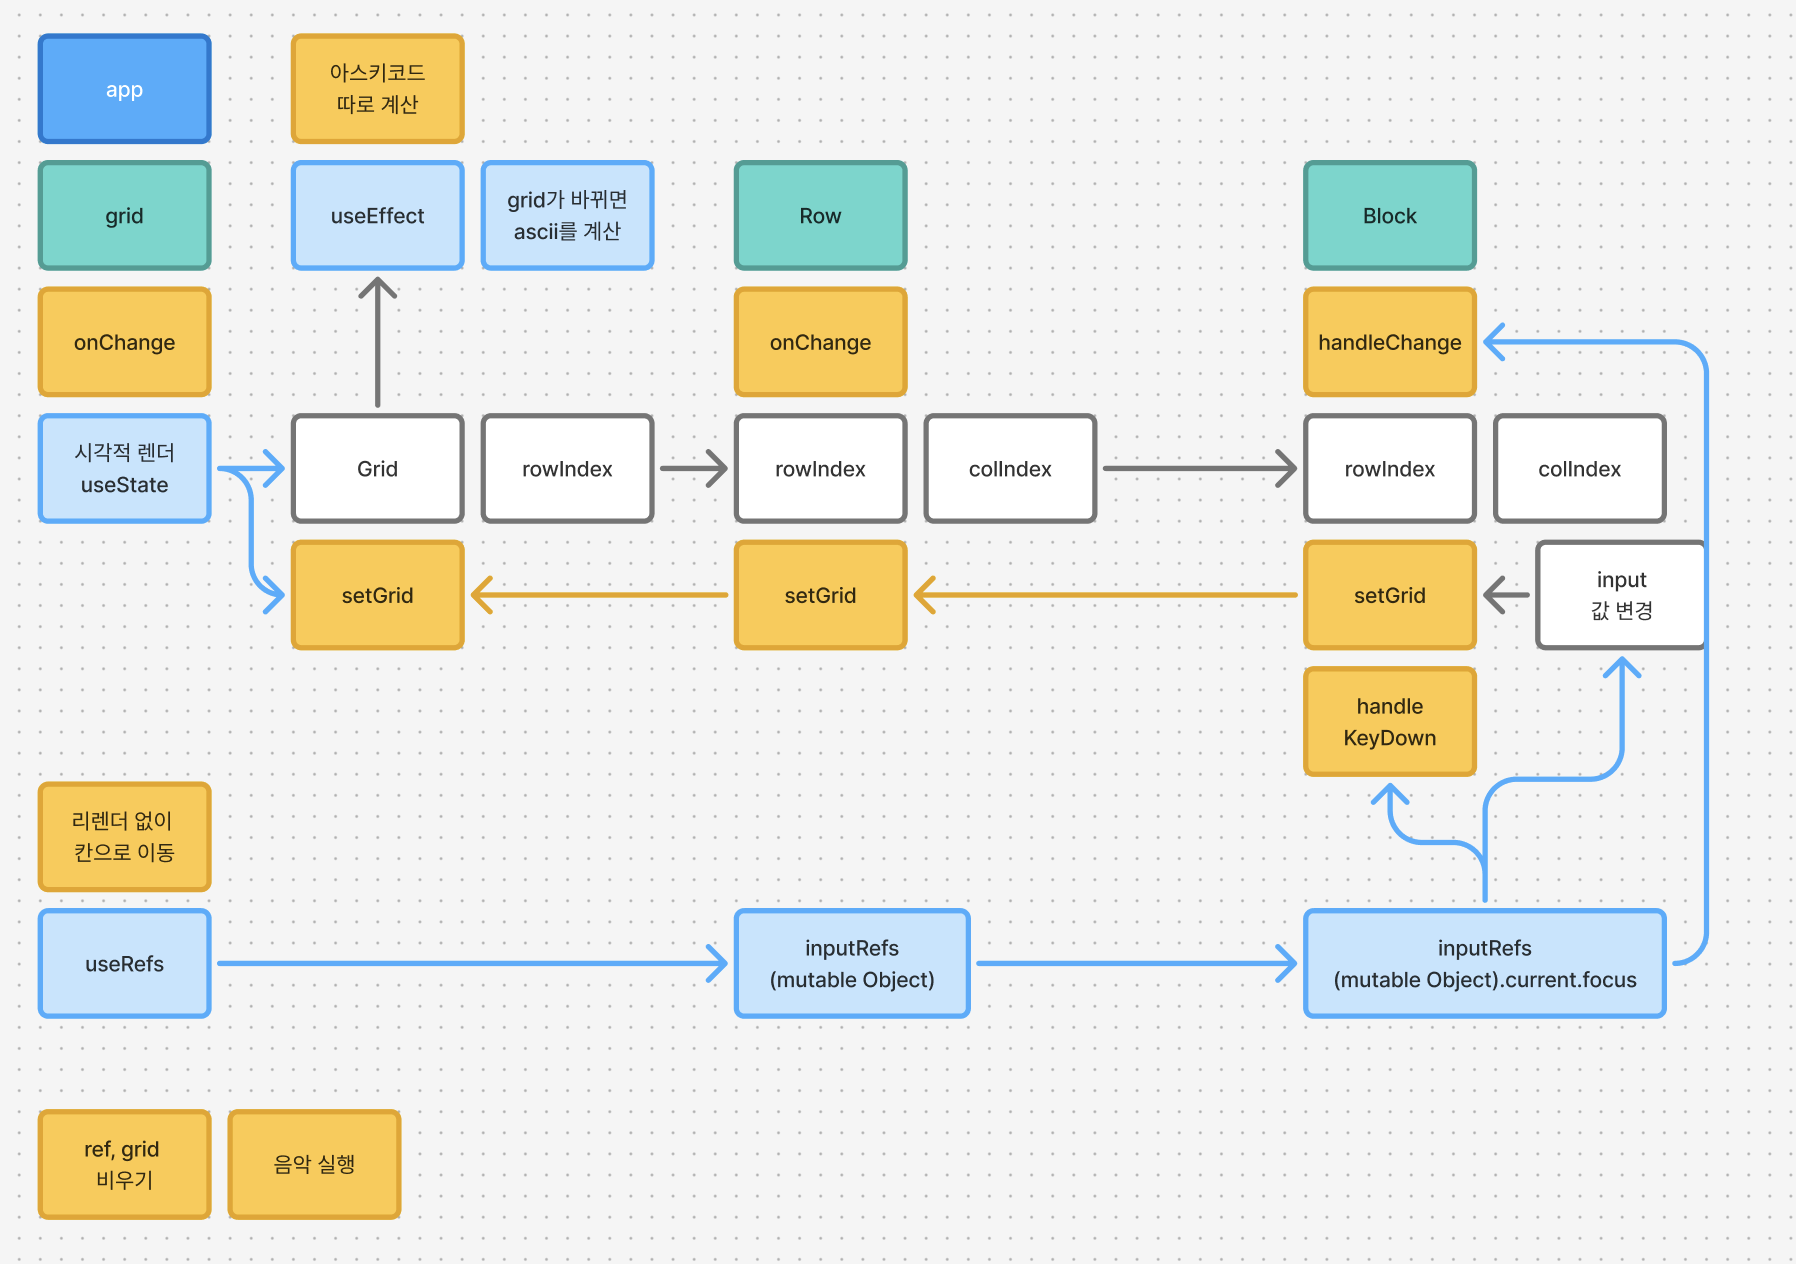 app
아스키코드
따로 계산
grid
useEffect
grid가 바뀌면
ascii를 계산
Row
Block
onChange
onChange
handleChange
시각적 렌더
useState
Grid
rowIndex
rowIndex
colIndex
rowIndex
colIndex
setGrid
setGrid
setGrid
input
값 변경
handle
KeyDown
리렌더 없이
칸으로 이동
useRefs
inputRefs
(mutable Object)
inputRefs
(mutable Object).current.focus
ref, grid
비우기
음악 실행